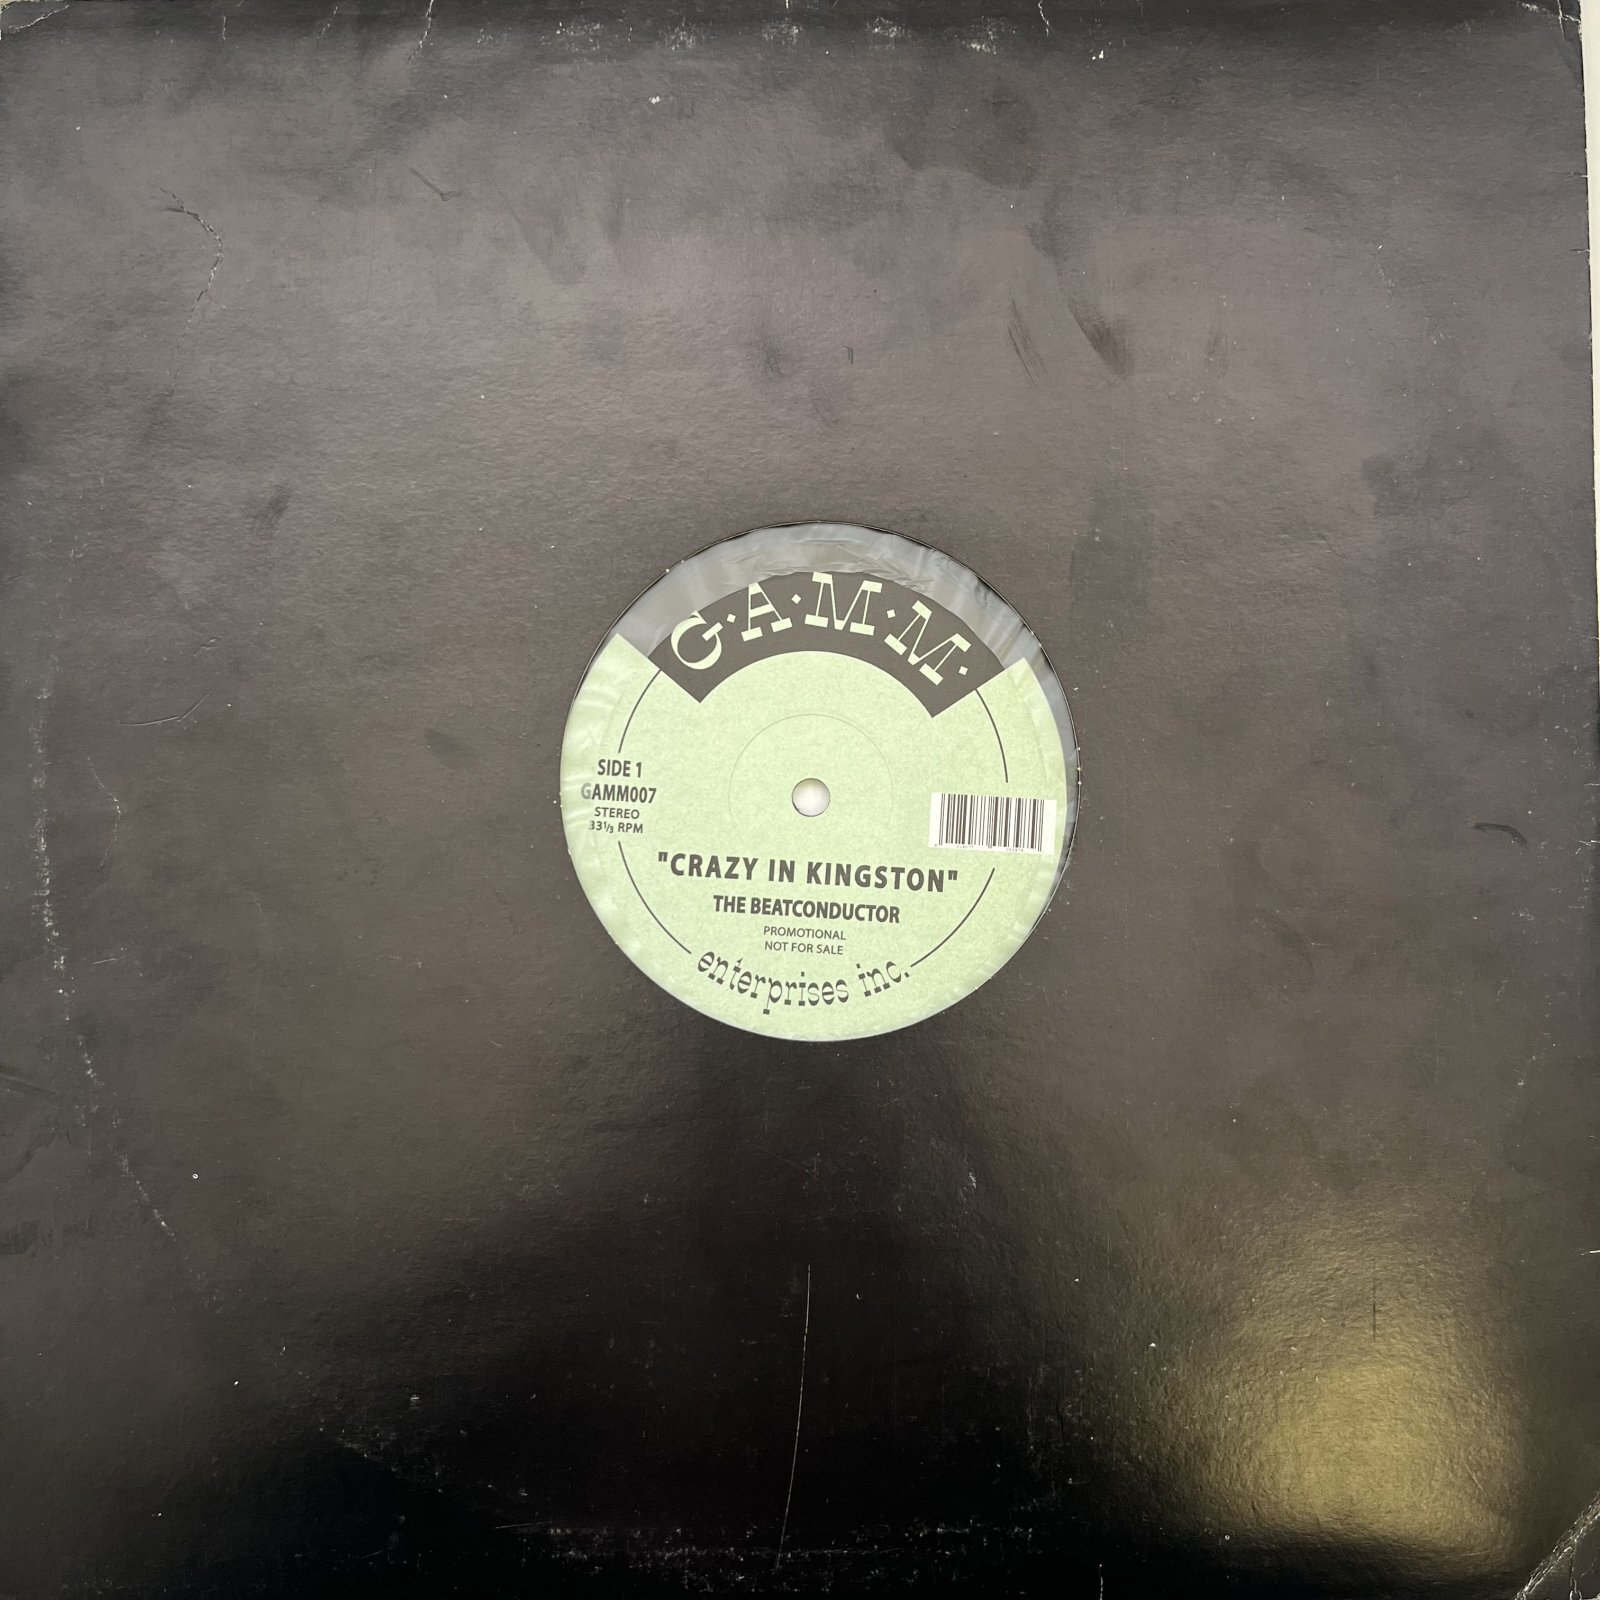 G·A·M·M·
SIDE 1
GAMM007
STEREO
33⅓ RPM
"CRAZY IN KINGSTON"
THE BEATCONDUCTOR
PROMOTIONAL
NOT FOR SALE
enterprises inc.